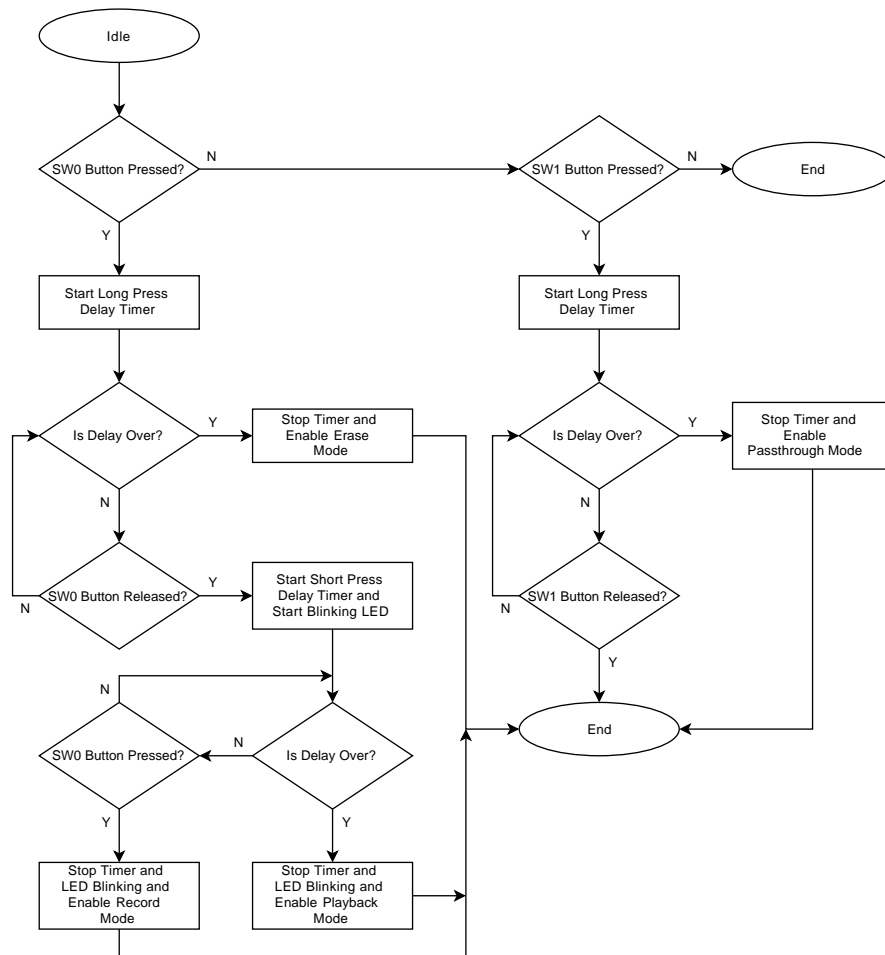 Idle
SW0 Button Pressed?
N
SW1 Button Pressed?
N
End
Y
Y
Start Long Press
Delay Timer
Start Long Press
Delay Timer
Is Delay Over?
Y
Stop Timer and
Enable Erase
Mode
Is Delay Over?
Y
Stop Timer and
Enable
Passthrough Mode
N
N
SW0 Button Released?
N
Y
Start Short Press
Delay Timer and
Start Blinking LED
SW1 Button Released?
N
Y
N
SW0 Button Pressed?
N
Is Delay Over?
End
Y
Y
Stop Timer and
LED Blinking and
Enable Record
Mode
Stop Timer and
LED Blinking and
Enable Playback
Mode